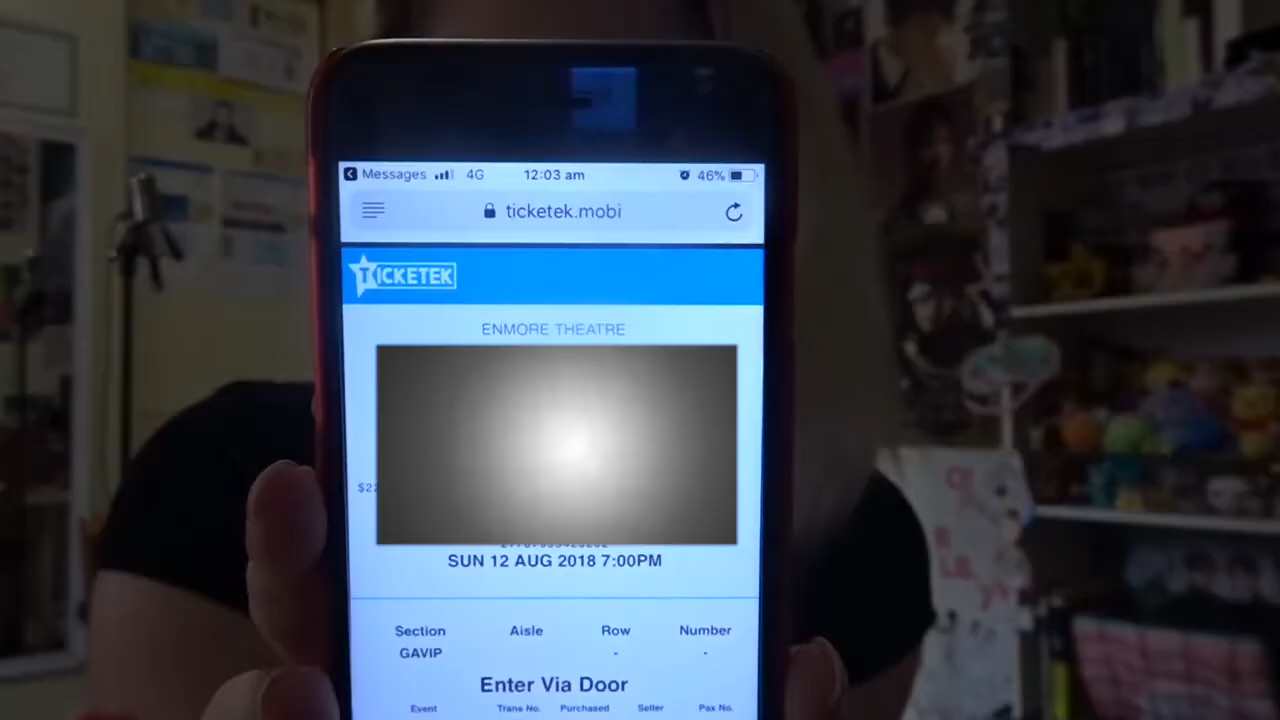 Messages 4G 12:03 am 46%
ticketek.mobi
TICKETEK
ENMORE THEATRE
SUN 12 AUG 2018 7:00PM
Section Aisle Row Number
GAVIP - -
Enter Via Door
Event Trans No. Purchased Seller Pax No.